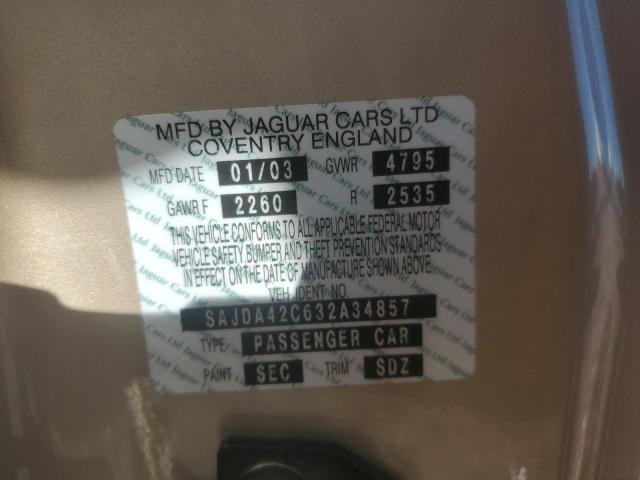 MFD BY JAGUAR CARS LTD
COVENTRY ENGLAND
MFD DATE 01/03 GVWR 4795
GAWR F 2260 R 2535
THIS VEHICLE CONFORMS TO ALL APPLICABLE FEDERAL MOTOR
VEHICLE SAFETY, BUMPER AND THEFT PREVENTION STANDARDS
IN EFFECT ON THE DATE OF MANUFACTURE SHOWN ABOVE.
VEH IDENT NO.
SAJDA42C632A34857
TYPE PASSENGER CAR
PAINT SEC TRIM SDZ